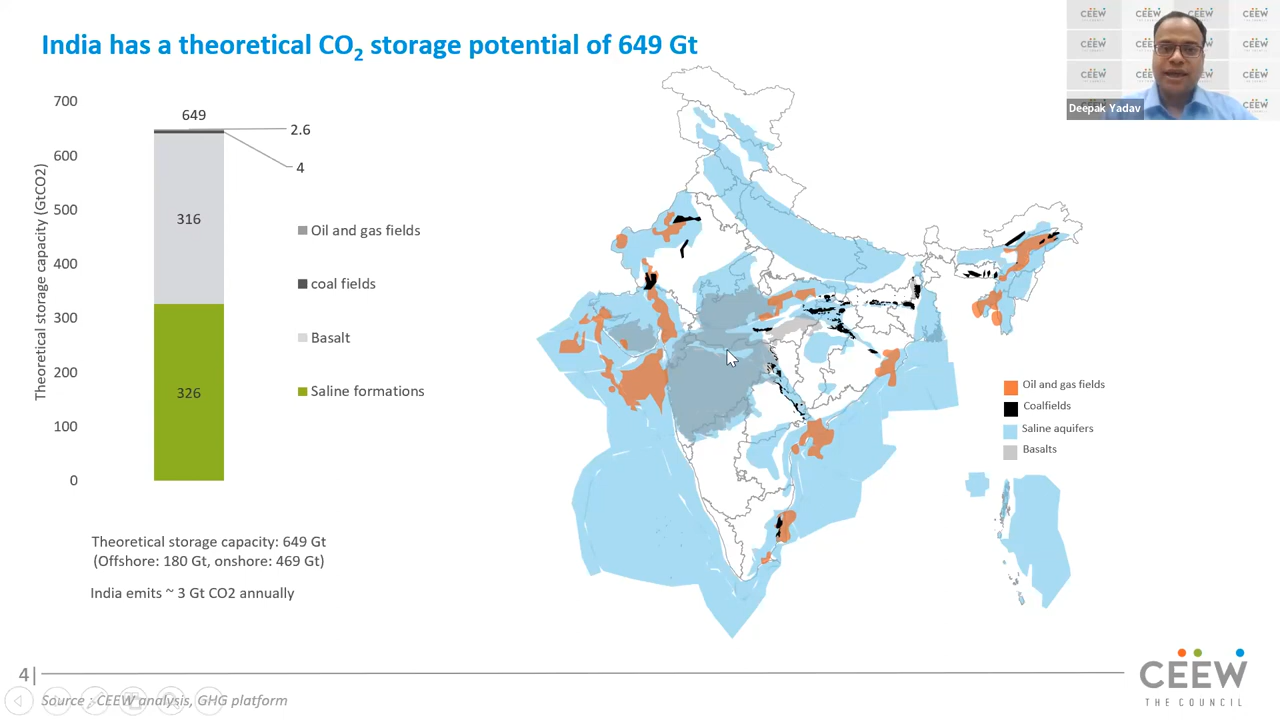 India has a theoretical CO2 storage potential of 649 Gt
CEEW
Deepak Yadav
Theoretical storage capacity (GtCO2)
700
600
500
400
300
200
100
0
649
2.6
4
316
326
Oil and gas fields
coal fields
Basalt
Saline formations
Oil and gas fields
Coalfields
Saline aquifers
Basalts
Theoretical storage capacity: 649 Gt
(Offshore: 180 Gt, onshore: 469 Gt)
India emits ~ 3 Gt CO2 annually
4
Source : CEEW analysis, GHG platform
CEEW
THE COUNCIL